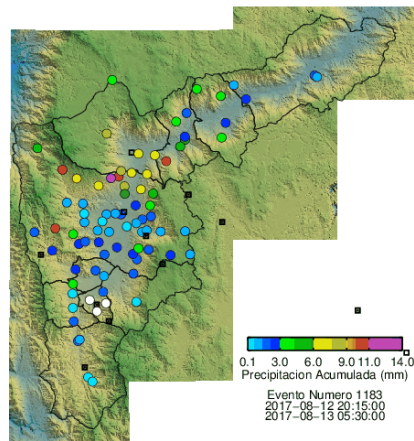 0.1 3.0 6.0 9.0 11.0 14.0
Precipitacion Acumulada (mm)
Evento Numero 1183
2017-08-12 20:15:00
2017-08-13 05:30:00